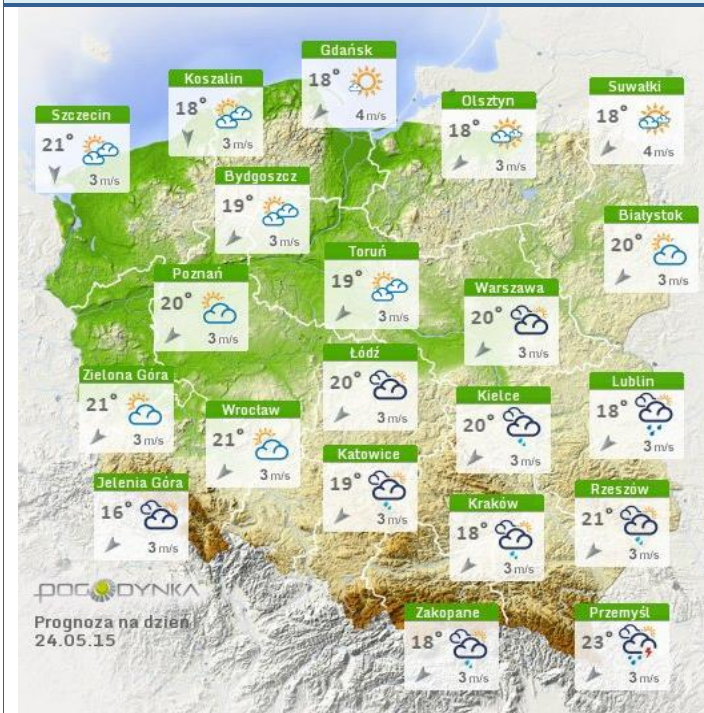 Gdańsk
18°
4 m/s
Koszalin
18°
3 m/s
Suwałki
18°
4 m/s
Olsztyn
18°
3 m/s
Szczecin
21°
3 m/s
Bydgoszcz
19°
3 m/s
Białystok
20°
3 m/s
Toruń
19°
3 m/s
Poznań
20°
3 m/s
Warszawa
20°
3 m/s
Łódź
20°
3 m/s
Zielona Góra
21°
3 m/s
Lublin
18°
3 m/s
Kielce
20°
3 m/s
Wrocław
21°
3 m/s
Katowice
19°
3 m/s
Jelenia Góra
16°
3 m/s
Rzeszów
21°
3 m/s
Kraków
18°
3 m/s
POGODYNKA
Prognoza na dzień
24.05.15
Zakopane
18°
3 m/s
Przemyśl
23°
3 m/s